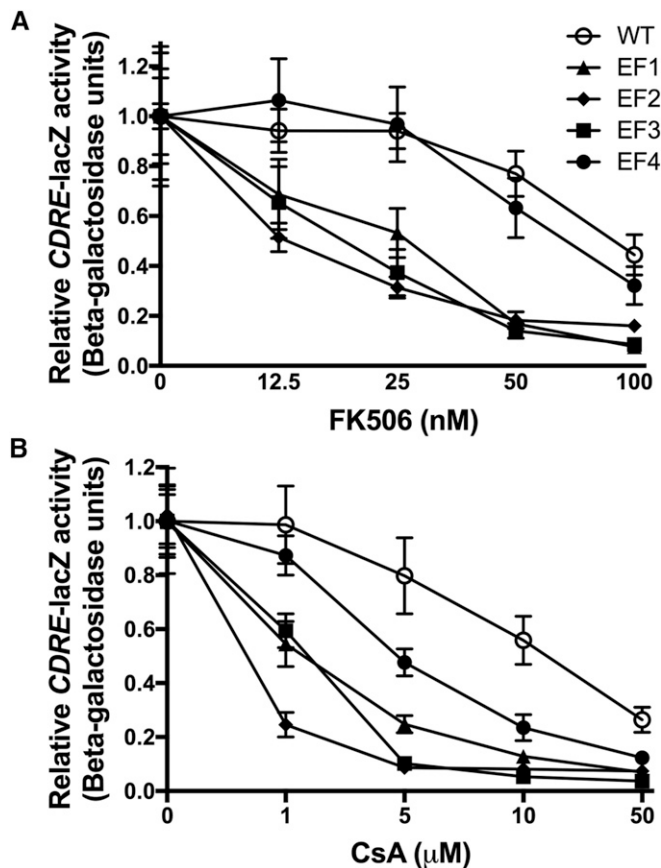 A
Relative CDRE-lacZ activity
(Beta-galactosidase units)
1.2
1.0
0.8
0.6
0.4
0.2
0.0
0
12.5
25
50
100
FK506 (nM)
WT
EF1
EF2
EF3
EF4
B
Relative CDRE-lacZ activity
(Beta-galactosidase units)
1.2
1.0
0.8
0.6
0.4
0.2
0.0
0
1
5
10
50
CsA (μM)